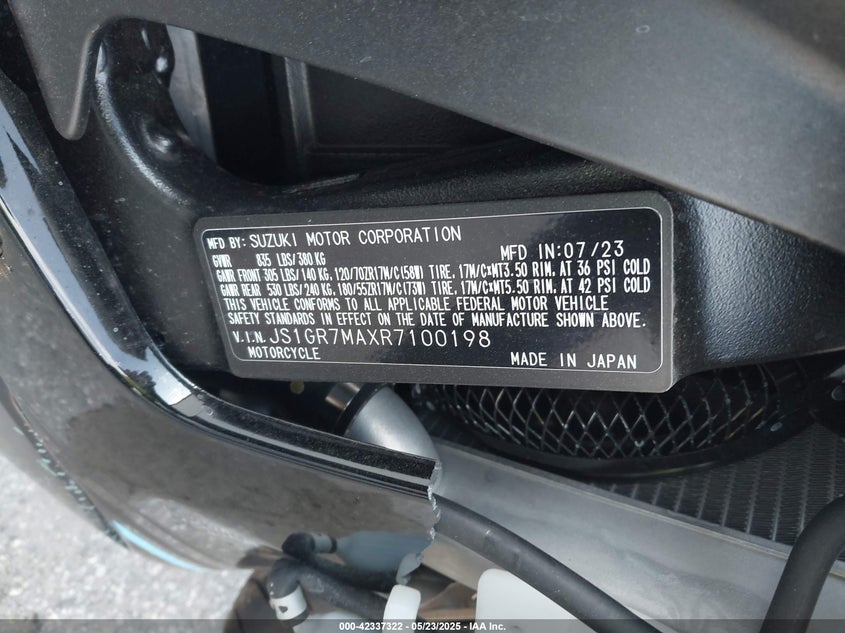 MFD BY: SUZUKI MOTOR CORPORATION
MFD IN: 07/23
GVWR 835 LBS/380 KG
GAWR FRONT 305 LBS/140 KG. 120/70ZR17M/C(58W) TIRE. 17M/C×MT3.50 RIM. AT 36 PSI COLD
GAWR REAR 530 LBS/240 KG. 180/55ZR17M/C(73W) TIRE. 17M/C×MT5.50 RIM. AT 42 PSI COLD
THIS VEHICLE CONFORMS TO ALL APPLICABLE FEDERAL MOTOR VEHICLE
SAFETY STANDARDS IN EFFECT ON THE DATE OF MANUFACTURE SHOWN ABOVE.
V.I.N. JS1GR7MAXR7100198
MOTORCYCLE MADE IN JAPAN
000-42337322 - 05/23/2025 - IAA Inc.